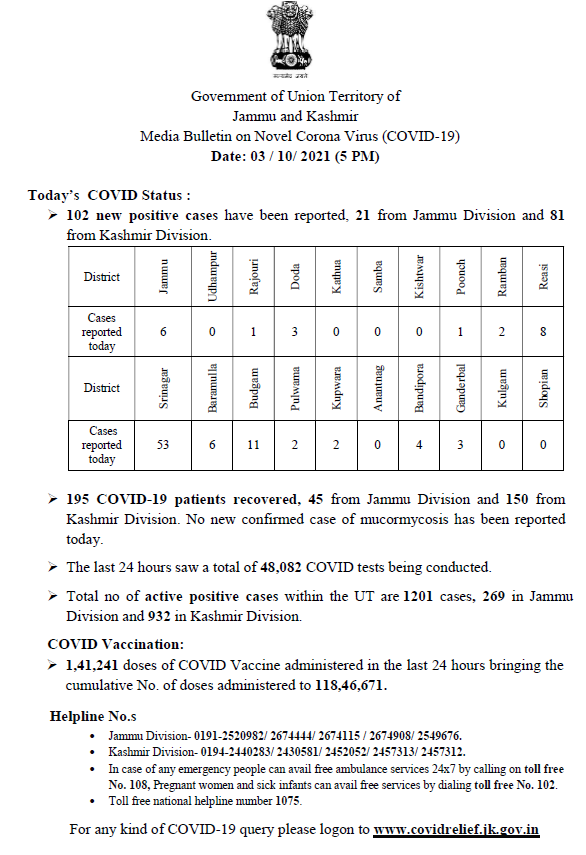 सत्यमेव जयते
Government of Union Territory of
Jammu and Kashmir
Media Bulletin on Novel Corona Virus (COVID-19)
Date: 03 / 10/ 2021 (5 PM)
Today's COVID Status :
➢ 102 new positive cases have been reported, 21 from Jammu Division and 81
from Kashmir Division.
District Jammu Udhampur Rajouri Doda Kathua Samba Kishtwar Poonch Ramban Reasi
Cases
reported
today 6 0 1 3 0 0 0 1 2 8
District Srinagar Baramulla Budgam Pulwama Kupwara Anantnag Bandipora Ganderbal Kulgam Shopian
Cases
reported
today 53 6 11 2 2 0 4 3 0 0
➢ 195 COVID-19 patients recovered, 45 from Jammu Division and 150 from
Kashmir Division. No new confirmed case of mucormycosis has been reported
today.
➢ The last 24 hours saw a total of 48,082 COVID tests being conducted.
➢ Total no of active positive cases within the UT are 1201 cases, 269 in Jammu
Division and 932 in Kashmir Division.
COVID Vaccination:
➢ 1,41,241 doses of COVID Vaccine administered in the last 24 hours bringing the
cumulative No. of doses administered to 118,46,671.
Helpline No.s
• Jammu Division- 0191-2520982/ 2674444/ 2674115 / 2674908/ 2549676.
• Kashmir Division- 0194-2440283/ 2430581/ 2452052/ 2457313/ 2457312.
• In case of any emergency people can avail free ambulance services 24x7 by calling on toll free
No. 108, Pregnant women and sick infants can avail free services by dialing toll free No. 102.
• Toll free national helpline number 1075.
For any kind of COVID-19 query please logon to www.covidrelief.jk.gov.in